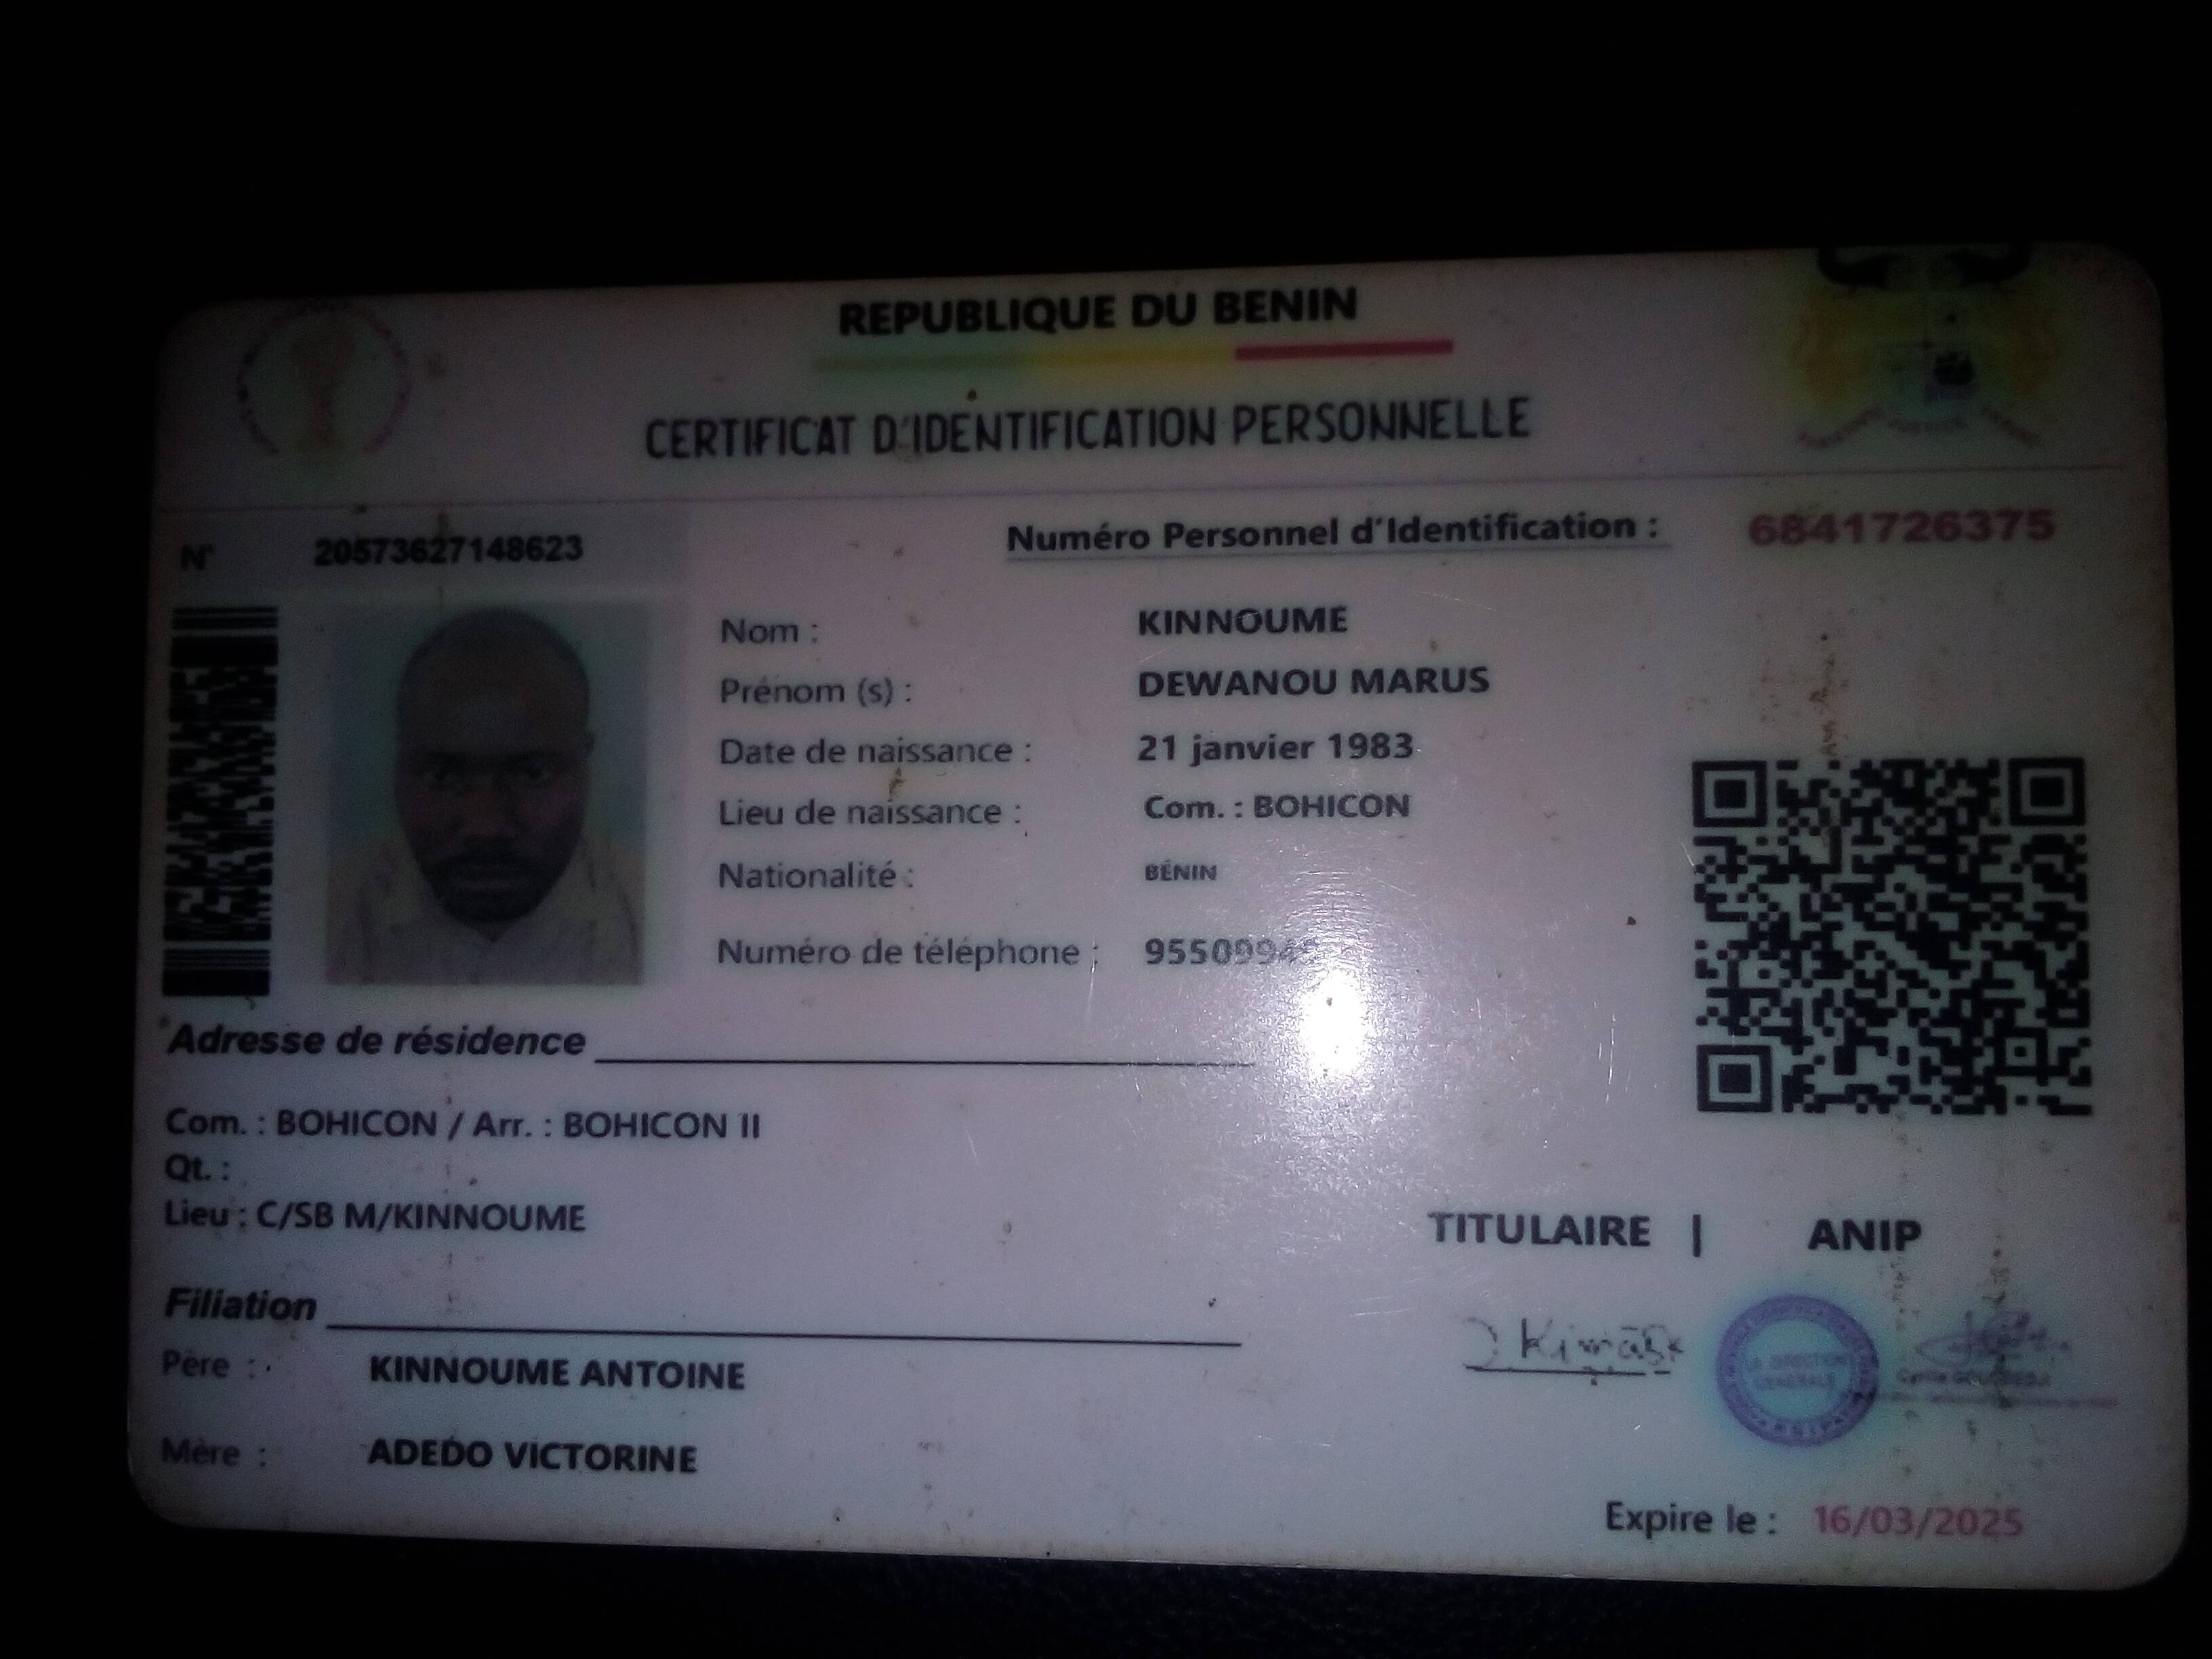 REPUBLIQUE DU BENIN
CERTIFICAT D'IDENTIFICATION PERSONNELLE
N° 20573627148623
Numéro Personnel d'Identification : 6841726375
Nom : KINNOUME
Prénom (s) : DEWANOU MARUS
Date de naissance : 21 janvier 1983
Lieu de naissance : Com. : BOHICON
Nationalité : BÉNIN
Numéro de téléphone :
Adresse de résidence
Com. : BOHICON / Arr. : BOHICON II
Qt. :
Lieu : C/SB M/KINNOUME
TITULAIRE | ANIP
Filiation
Père : KINNOUME ANTOINE
LA DIRECTION
GENERALE
Mère : ADEDO VICTORINE
Expire le : 16/03/2025